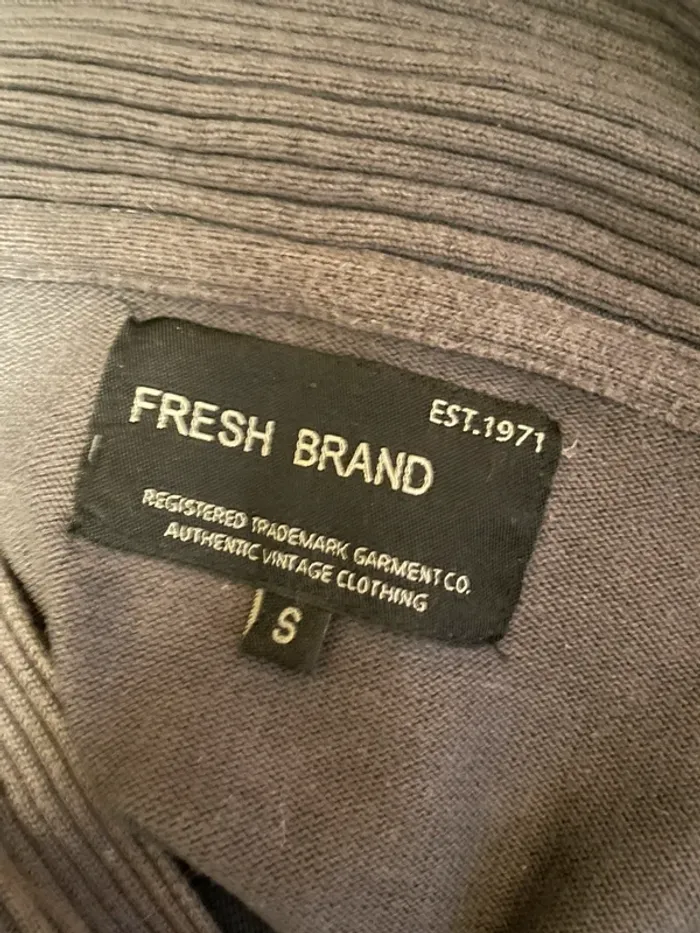 FRESH BRAND
EST.1971
REGISTERED TRADEMARK GARMENT CO.
AUTHENTIC VINTAGE CLOTHING
S